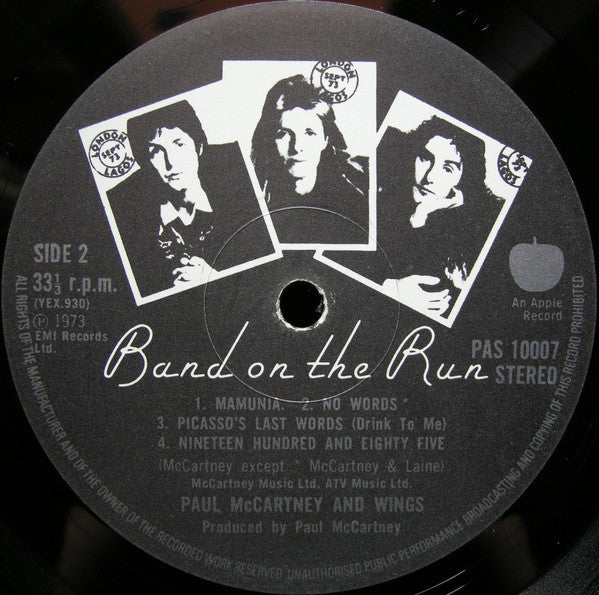 LONDON
SEPT
73
LAGOS
LONDON
SEPT
73
LAGOS
SEPT
73
SIDE 2
33⅓ r.p.m.
(YEX.930)
℗ 1973
EMI Records
Ltd.
An Apple
Record
PAS 10007
STEREO
Band on the Run
1. MAMUNIA. 2. NO WORDS *
3. PICASSO'S LAST WORDS (Drink To Me)
4. NINETEEN HUNDRED AND EIGHTY FIVE
(McCartney except * McCartney & Laine)
McCartney Music Ltd. ATV Music Ltd.
PAUL McCARTNEY AND WINGS
Produced by Paul McCartney
ALL RIGHTS OF THE MANUFACTURER AND OF THE OWNER OF THE RECORDED WORK RESERVED UNAUTHORISED PUBLIC PERFORMANCE BROADCASTING AND COPYING OF THIS RECORD PROHIBITED